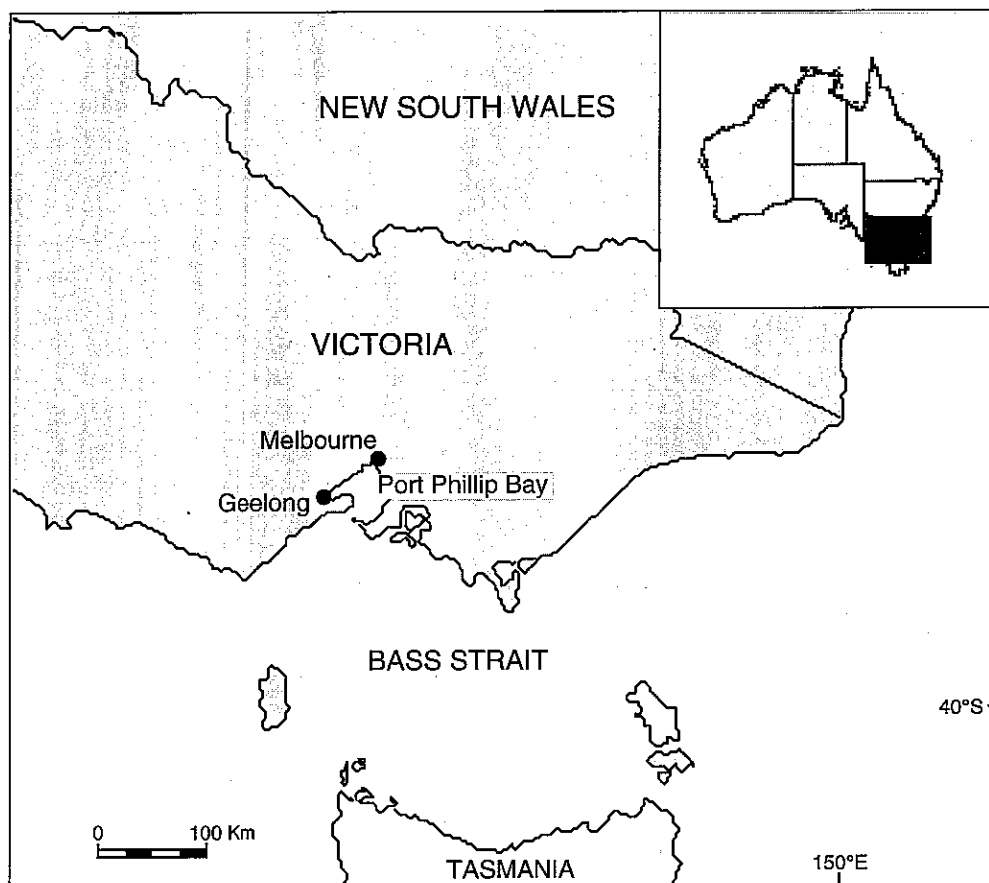 NEW SOUTH WALES
VICTORIA
Melbourne
Port Phillip Bay
Geelong
BASS STRAIT
40°S
0 100 Km
TASMANIA
150°E